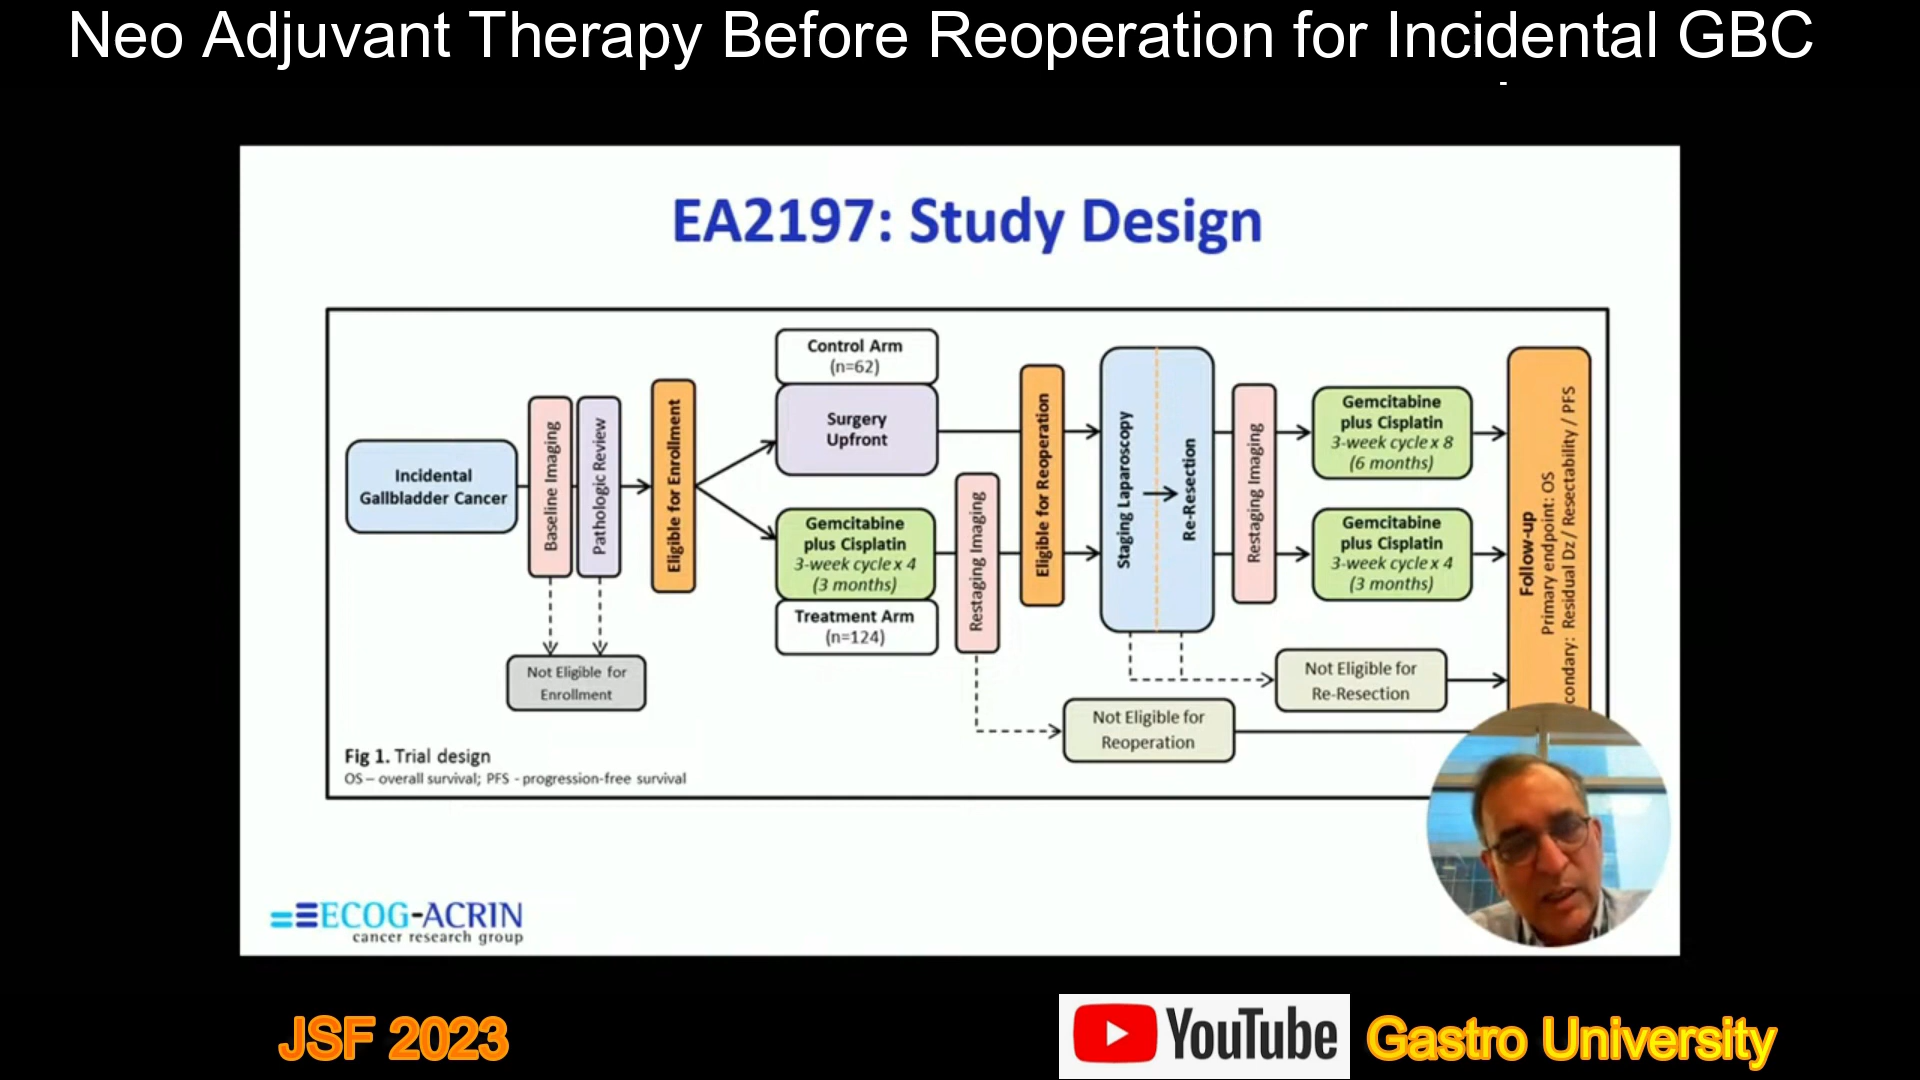 Neo Adjuvant Therapy Before Reoperation for Incidental GBC
EA2197: Study Design
Incidental
Gallbladder Cancer
Baseline Imaging
Pathologic Review
Not Eligible for
Enrollment
Eligible for Enrollment
Control Arm
(n=62)
Surgery
Upfront
Gemcitabine
plus Cisplatin
3-week cycle x 4
(3 months)
Treatment Arm
(n=124)
Restaging Imaging
Eligible for Reoperation
Not Eligible for
Reoperation
Staging Laparoscopy
Re-Resection
Restaging Imaging
Not Eligible for
Re-Resection
Gemcitabine
plus Cisplatin
3-week cycle x 8
(6 months)
Gemcitabine
plus Cisplatin
3-week cycle x 4
(3 months)
Follow-up
Primary endpoint: OS
condary: Residual Dz / Resectability / PFS
Fig 1. Trial design
OS – overall survival; PFS - progression-free survival
ECOG-ACRIN
cancer research group
JSF 2023
YouTube
Gastro University